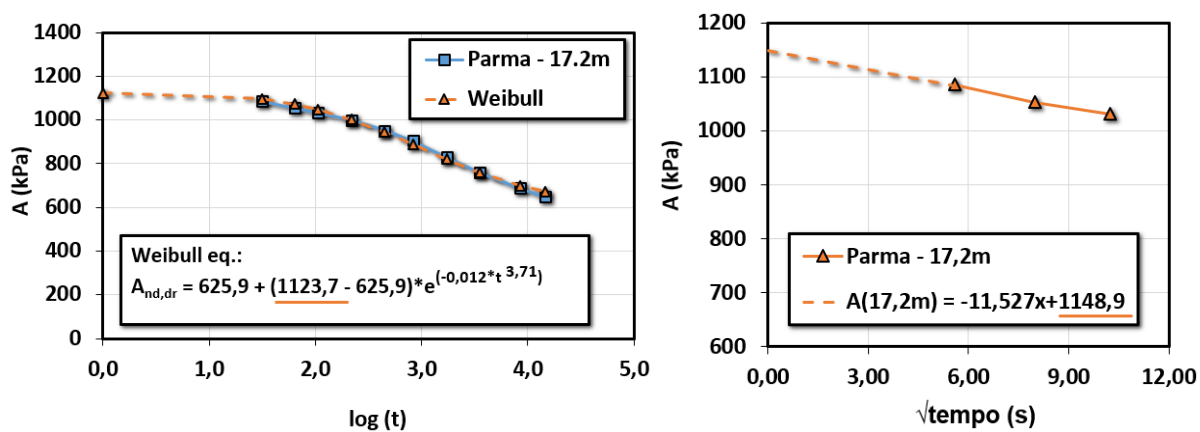 1400
1200
1000
800
600
400
200
0
A (kPa)
0,0
1,0
2,0
3,0
4,0
5,0
log (t)
Parma - 17.2m
Weibull
Weibull eq.:
A nd,dr = 625,9 + (1123,7 - 625,9)*e(-0,012*t 3,71)
1200
1100
1000
900
800
700
600
A (kPa)
0,00
3,00
6,00
9,00
12,00
√tempo (s)
Parma - 17,2m
A(17,2m) = -11,527x+1148,9